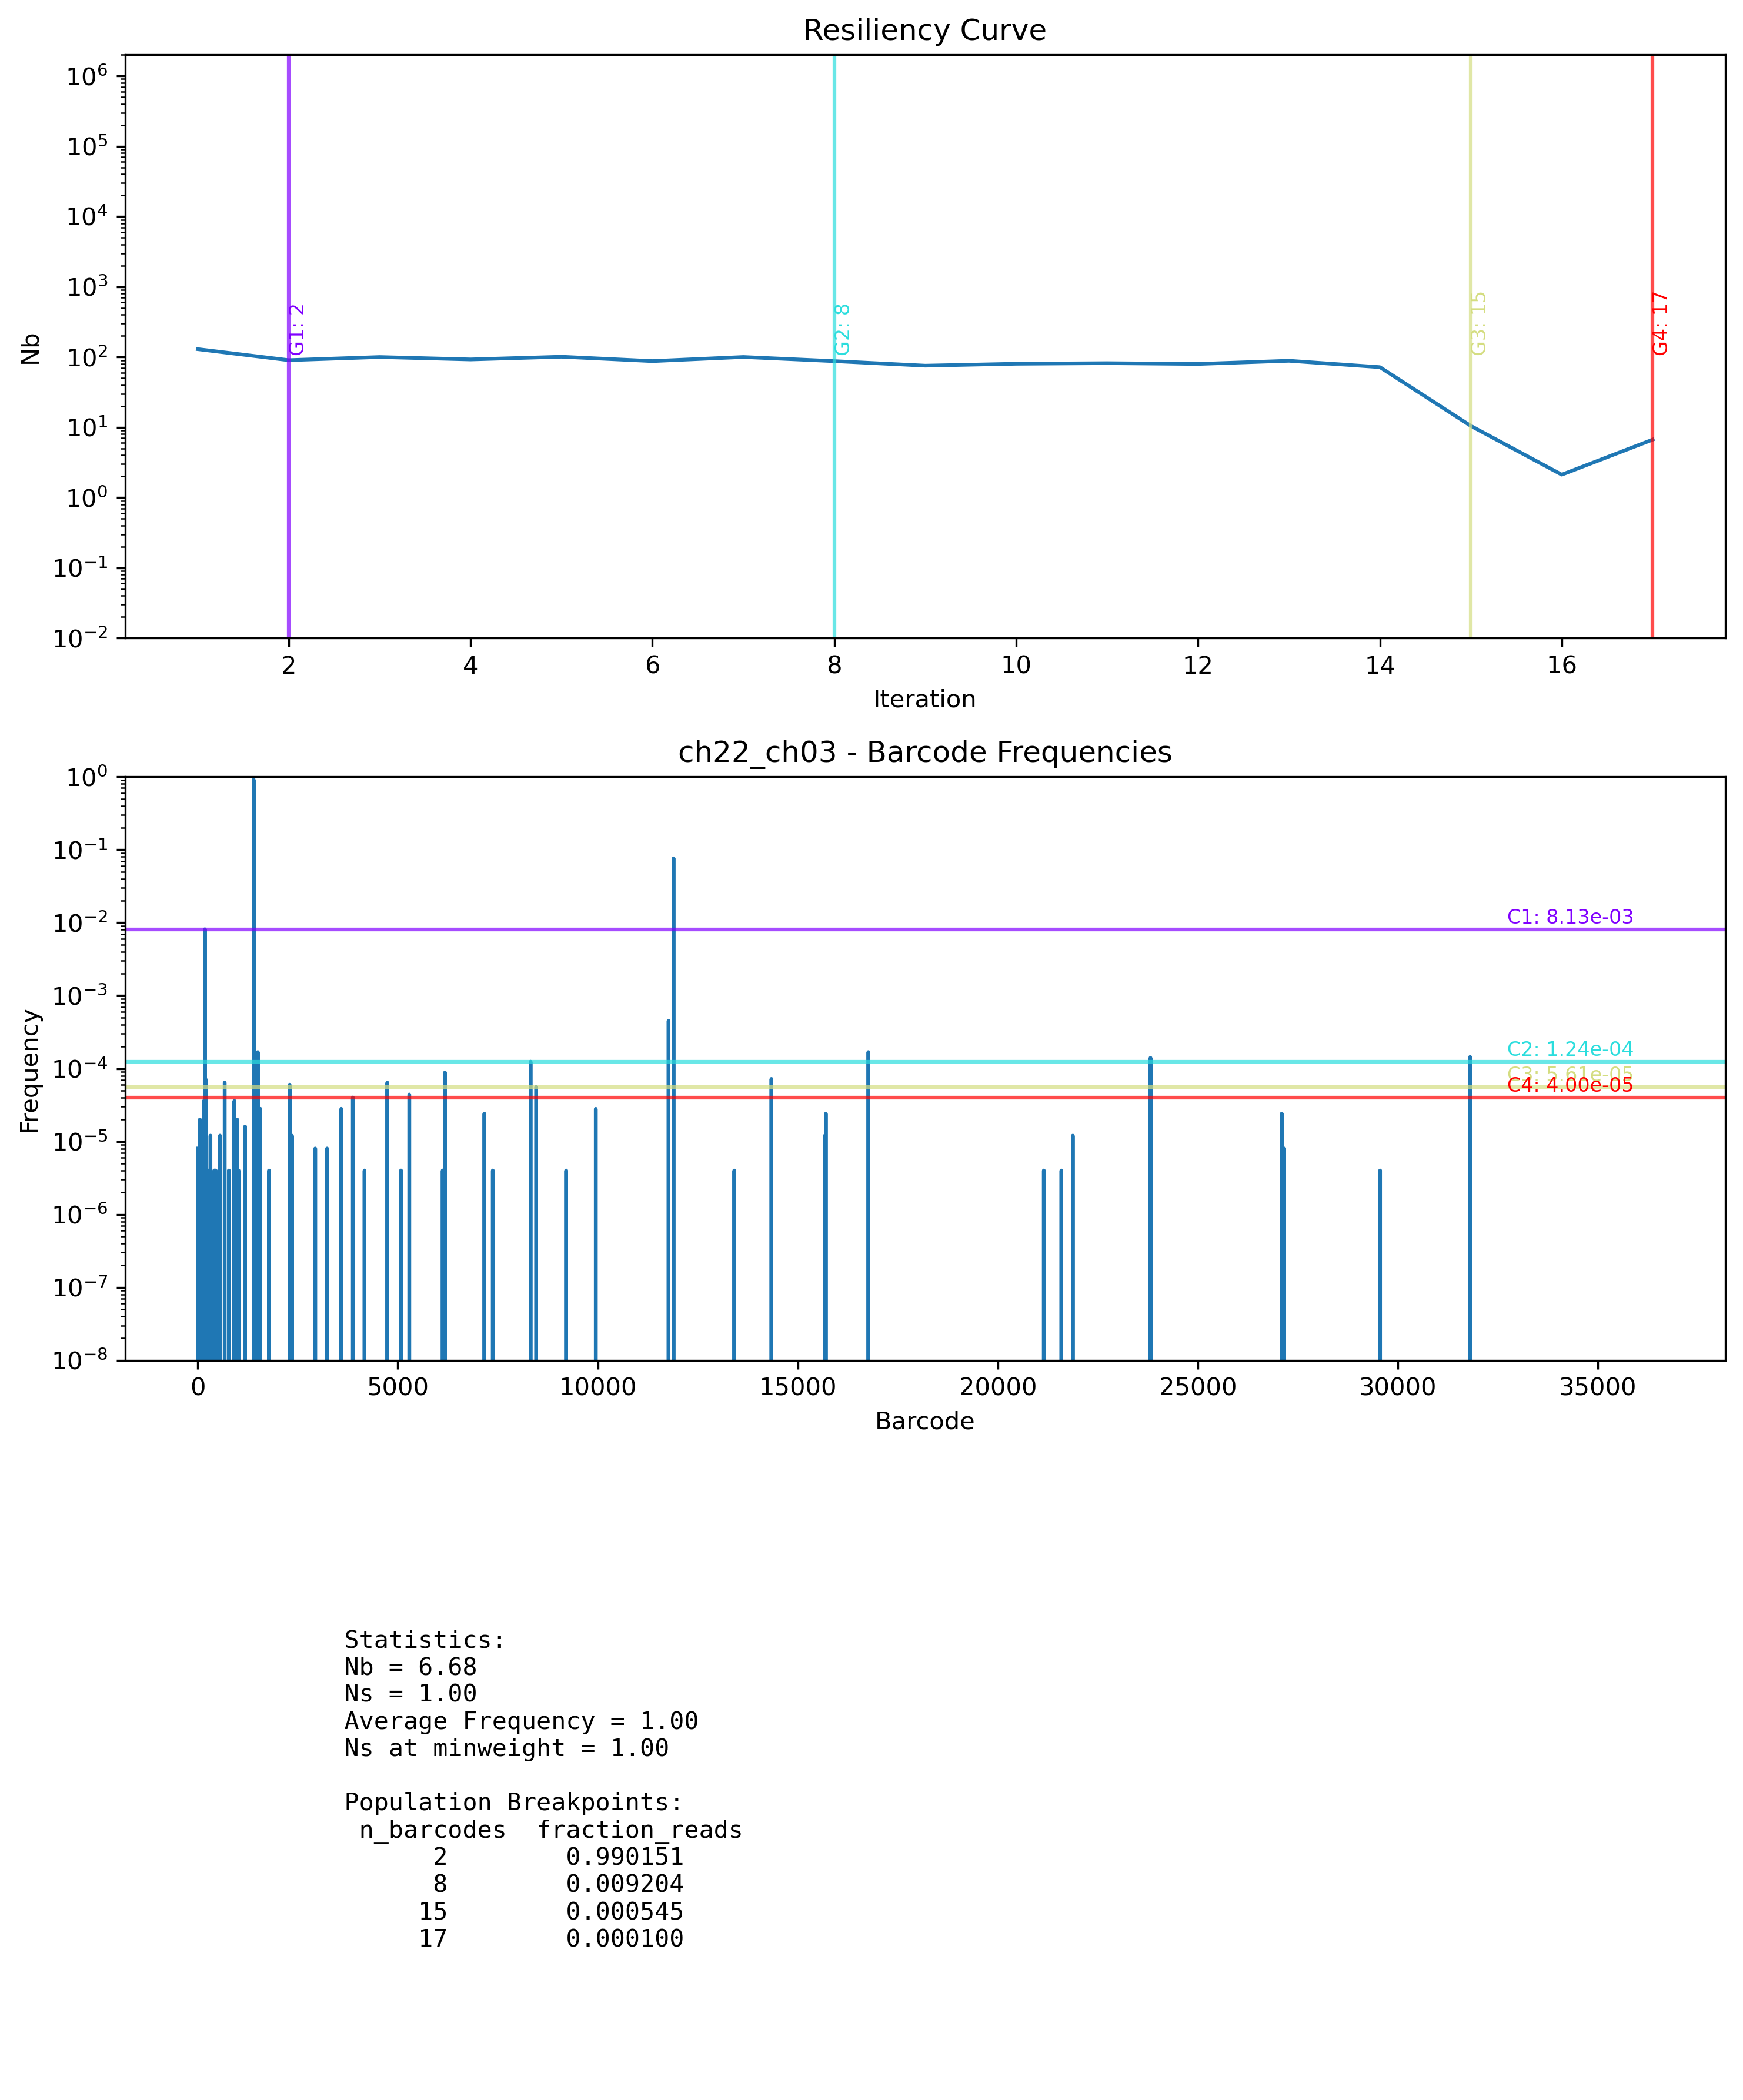 Resiliency Curve
10^6
10^5
10^4
10^3
10^2
10^1
10^0
10^−1
10^−2
Nb
G1: 2
G2: 8
G3: 15
G4: 17
2 4 6 8 10 12 14 16
Iteration
ch22_ch03 - Barcode Frequencies
10^0
10^−1
10^−2
10^−3
10^−4
10^−5
10^−6
10^−7
10^−8
Frequency
C1: 8.13e-03
C2: 1.24e-04
C3: 5.61e-05
C4: 4.00e-05
0 5000 10000 15000 20000 25000 30000 35000
Barcode
Statistics:
Nb = 6.68
Ns = 1.00
Average Frequency = 1.00
Ns at minweight = 1.00
Population Breakpoints:
n_barcodes fraction_reads
2 0.990151
8 0.009204
15 0.000545
17 0.000100